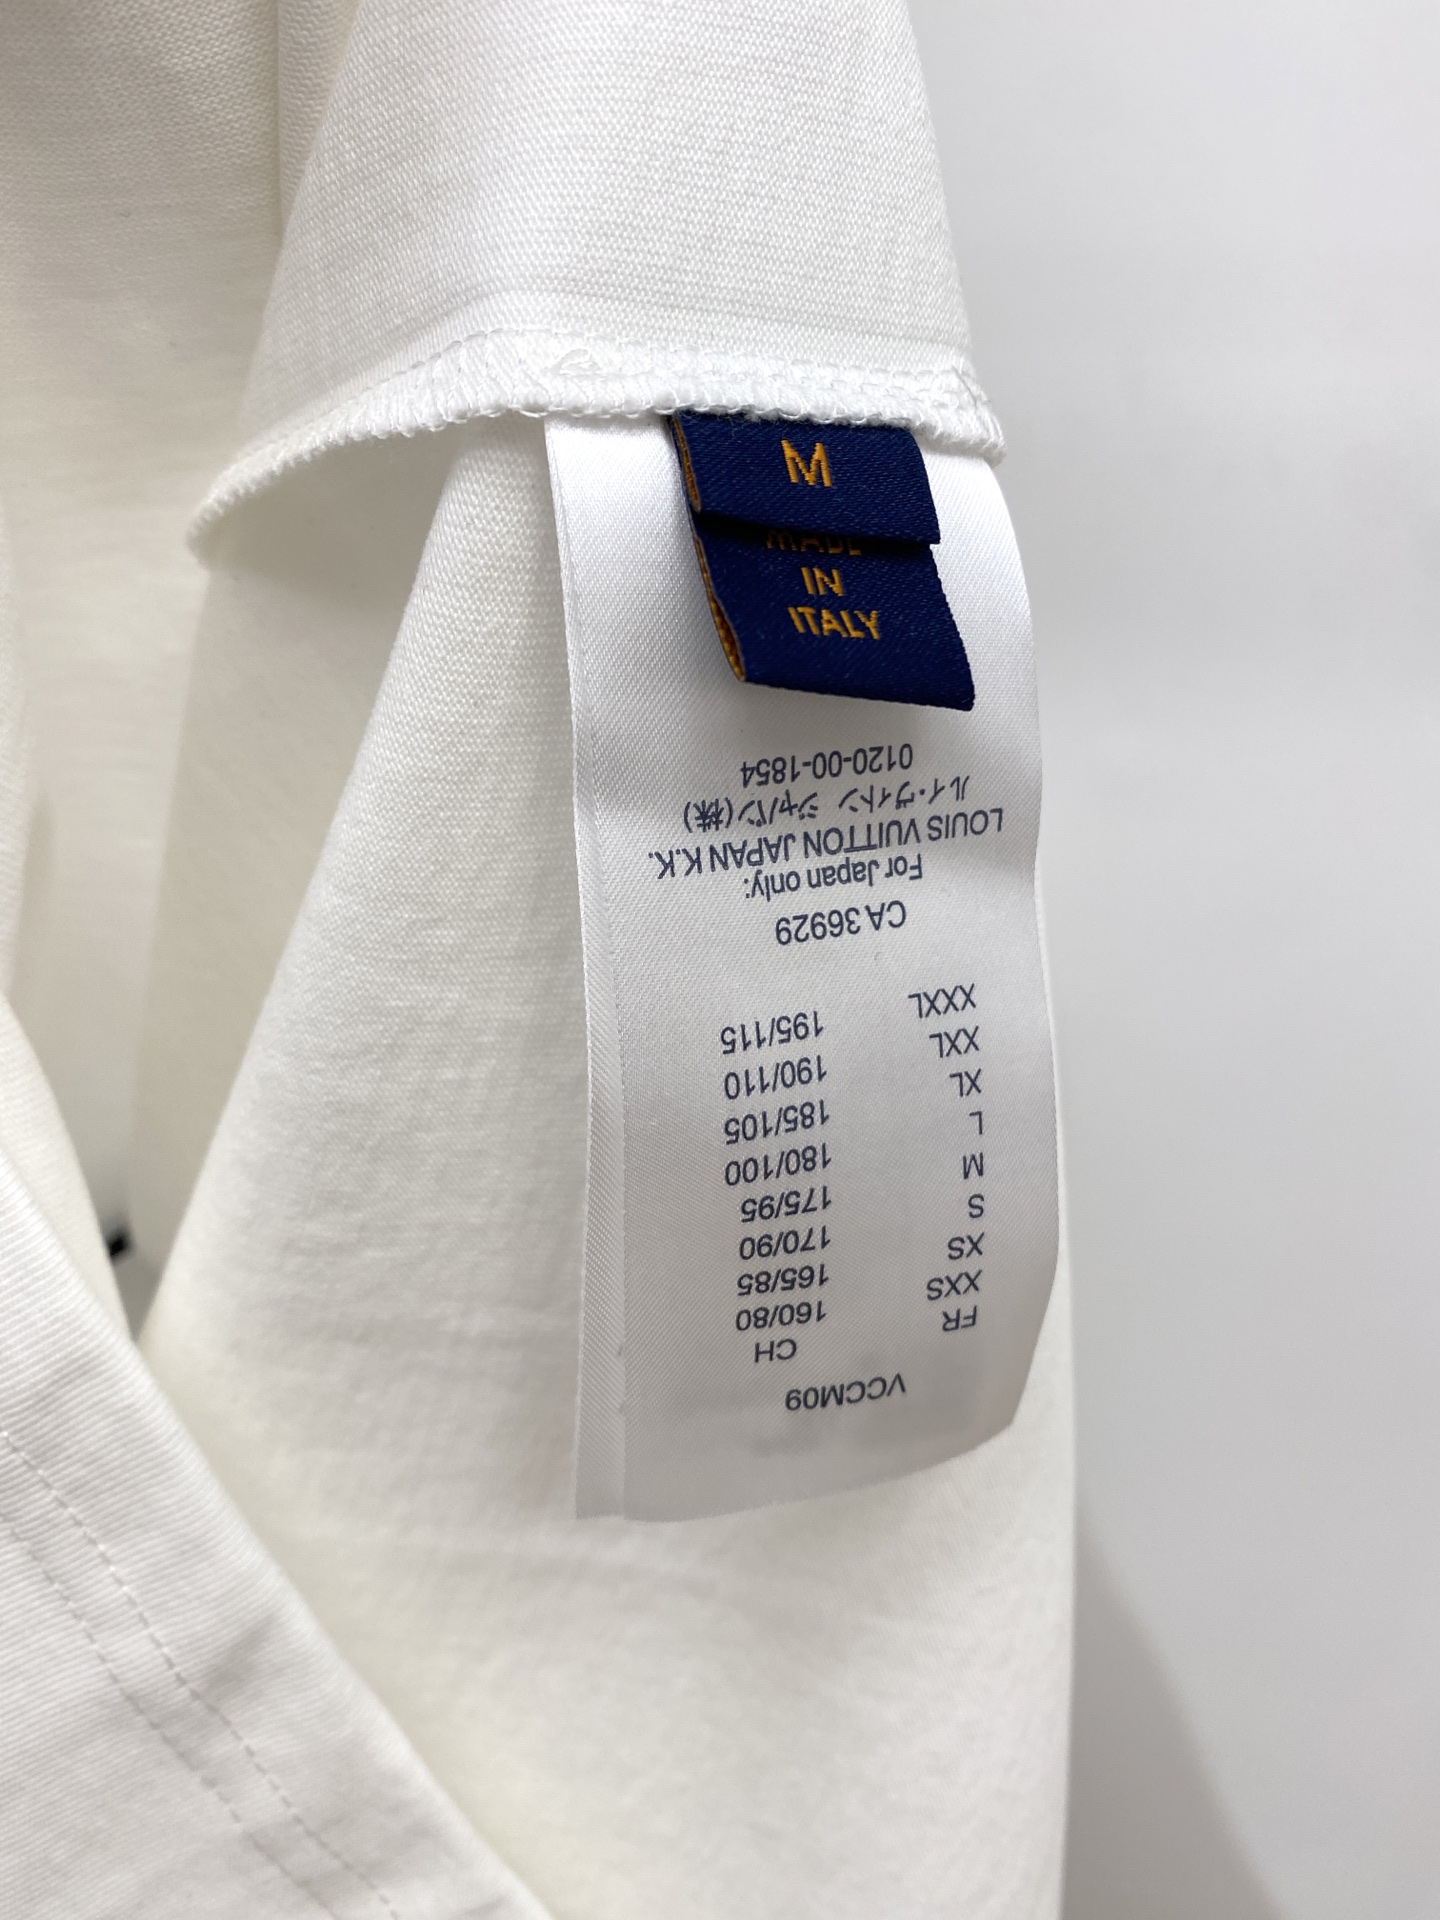 M
MADE
IN
ITALY
VCCM09
FR CH
XXS 160/80
XS 165/85
S 170/90
M 175/95
L 180/100
XL 185/105
XXL 190/110
XXXL 195/115
CA 36929
For Japan only:
LOUIS VUITTON JAPAN K.K.
ルイ・ヴィトン ジャパン(株)
0120-00-1854